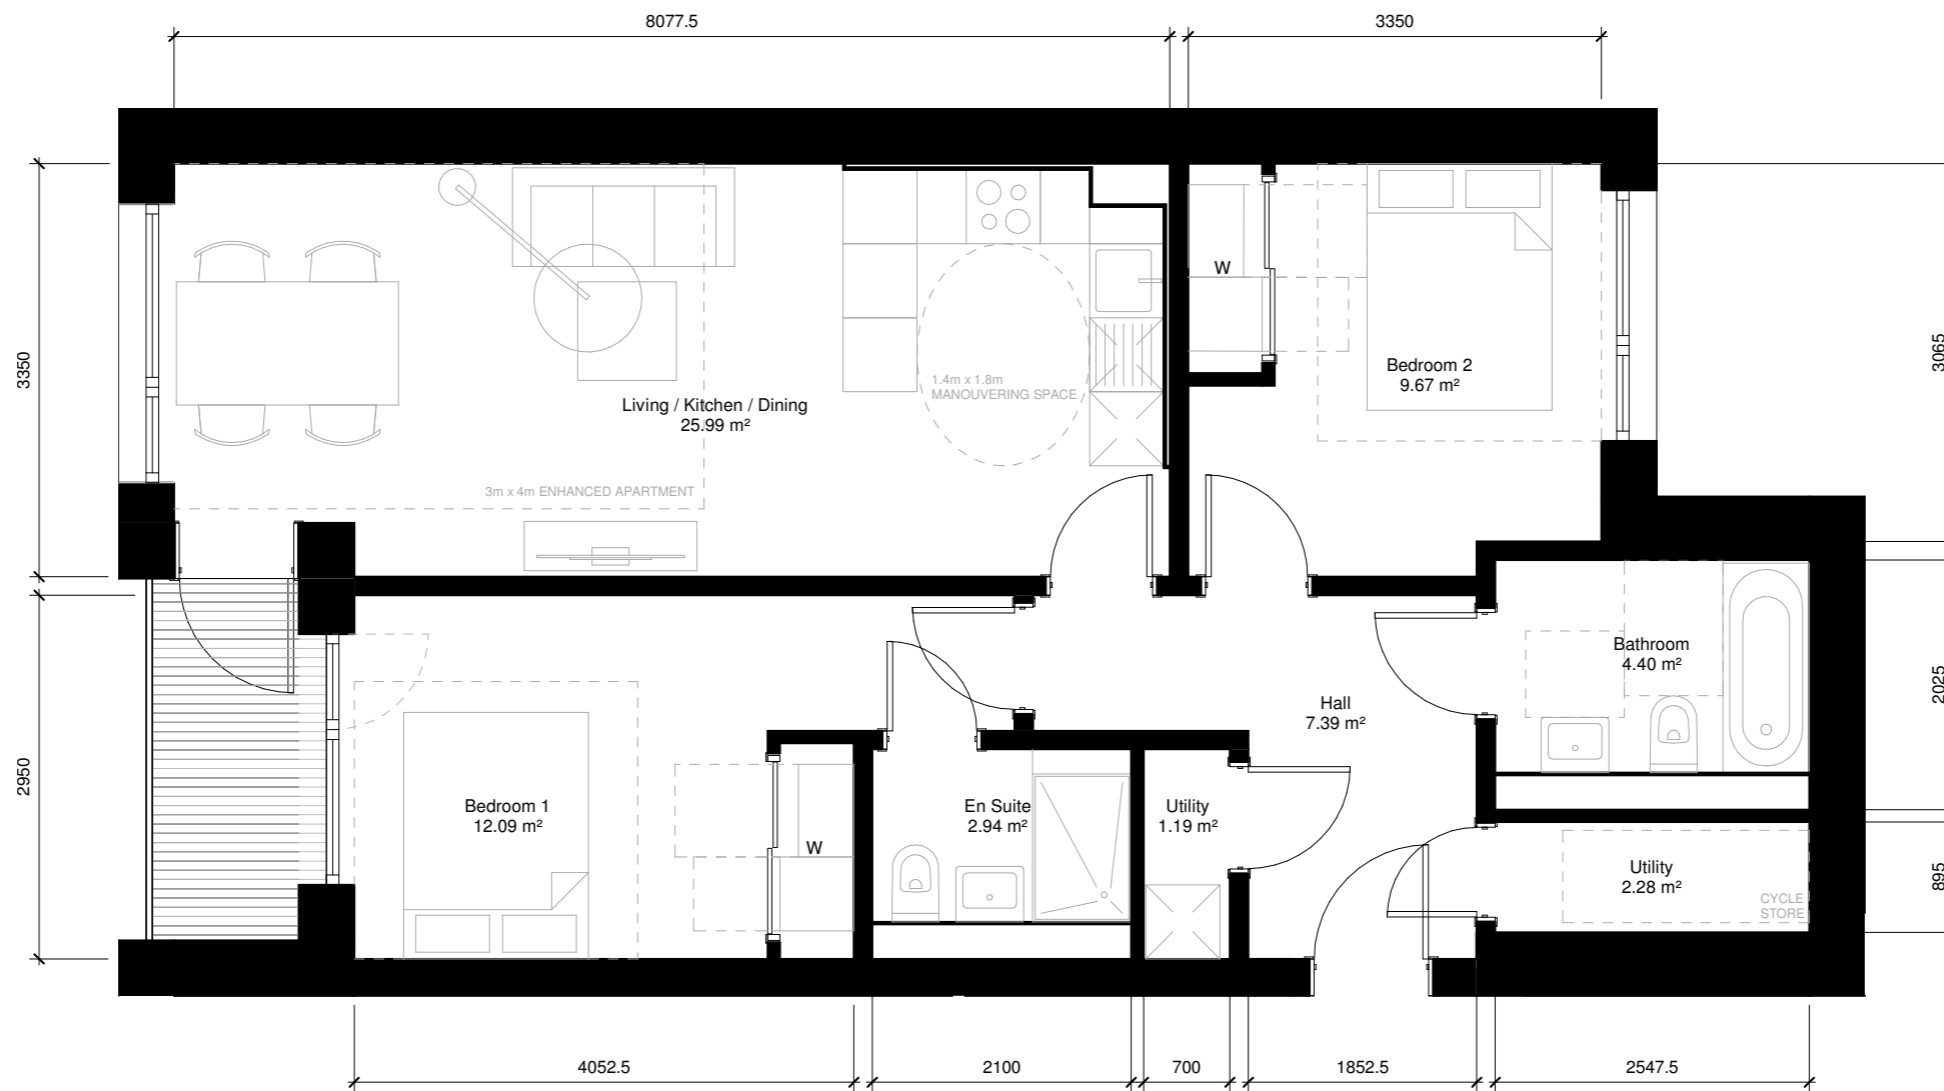 8077.5
3350
W
Bedroom 2
9.67 m²
1.4m x 1.8m
MANOUVERING SPACE
Living / Kitchen / Dining
25.99 m²
3m x 4m ENHANCED APARTMENT
3350
3065
Bathroom
4.40 m²
Hall
7.39 m²
2025
2950
Bedroom 1
12.09 m²
W
En Suite
2.94 m²
Utility
1.19 m²
Utility
2.28 m²
CYCLE
STORE
895
4052.5
2100
700
1852.5
2547.5